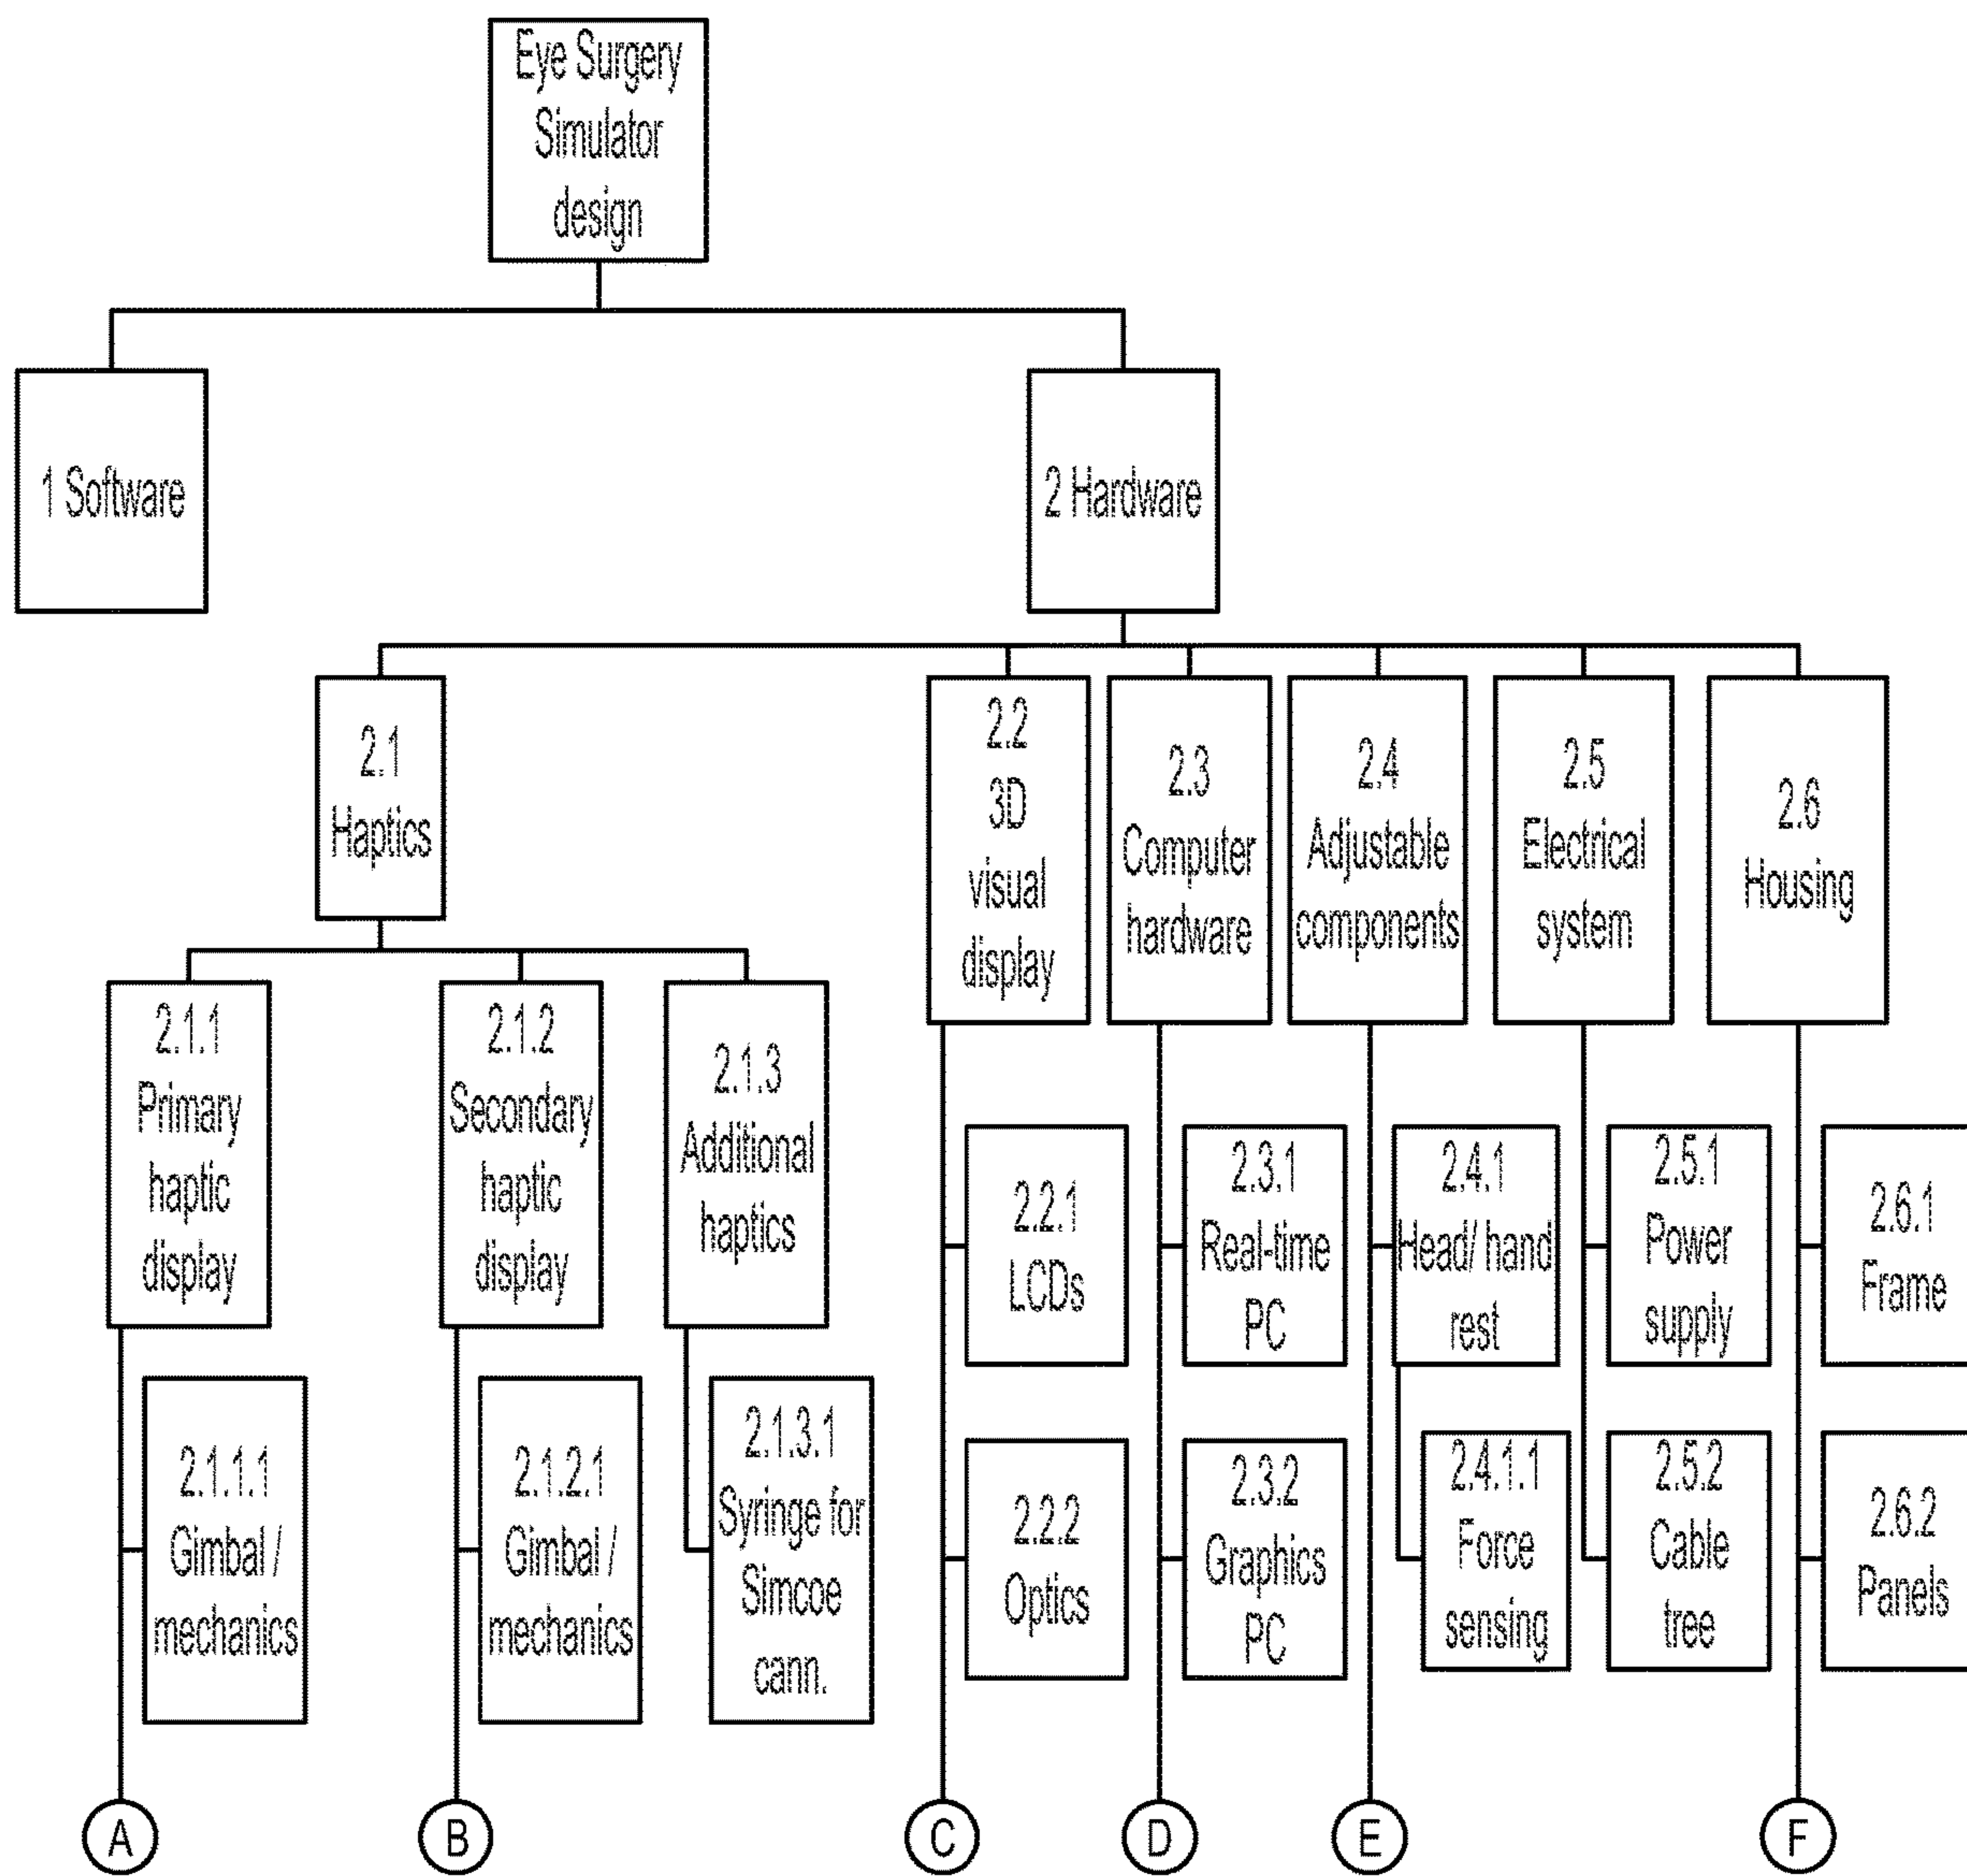 Eye Surgery
Simulator
design
1 Software
2 Hardware
2.1
Haptics
2.2
3D
visual
display
2.3
Computer
hardware
2.4
Adjustable
components
2.5
Electrical
system
2.6
Housing
2.1.1
Primary
haptic
display
2.1.2
Secondary
haptic
display
2.1.3
Additional
haptics
2.2.1
LCDs
2.3.1
Real-time
PC
2.4.1
Head/ hand
rest
2.5.1
Power
supply
2.6.1
Frame
2.1.1.1
Gimbal /
mechanics
2.1.2.1
Gimbal /
mechanics
2.1.3.1
Syringe for
Simcoe
cann.
2.2.2
Optics
2.3.2
Graphics
PC
2.4.1.1
Force
sensing
2.5.2
Cable
tree
2.6.2
Panels
A
B
C
D
E
F